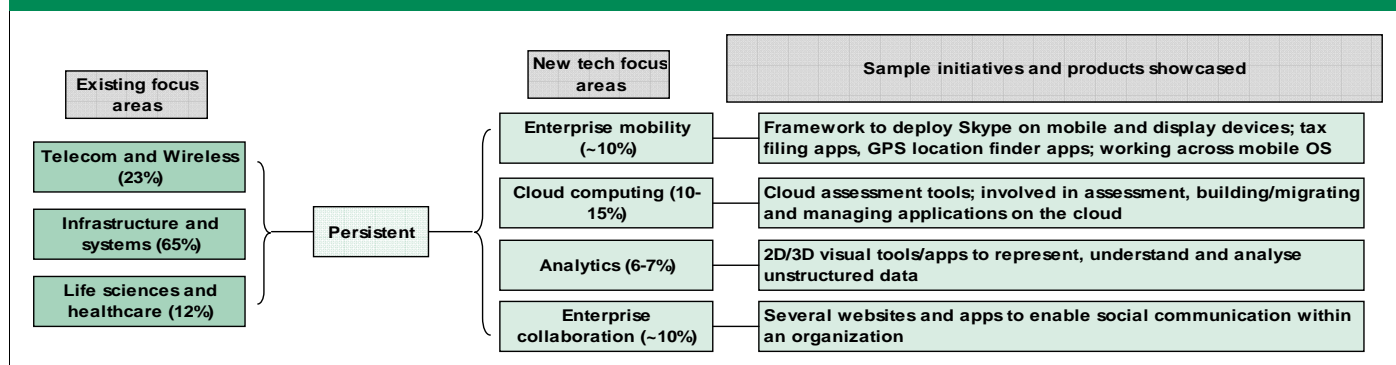 Existing focus
areas
New tech focus
areas
Sample initiatives and products showcased
Telecom and Wireless
(23%)
Infrastructure and
systems (65%)
Life sciences and
healthcare (12%)
Persistent
Enterprise mobility
(~10%)
Framework to deploy Skype on mobile and display devices; tax
filing apps, GPS location finder apps; working across mobile OS
Cloud computing (10-
15%)
Cloud assessment tools; involved in assessment, building/migrating
and managing applications on the cloud
Analytics (6-7%)
2D/3D visual tools/apps to represent, understand and analyse
unstructured data
Enterprise
collaboration (~10%)
Several websites and apps to enable social communication within
an organization